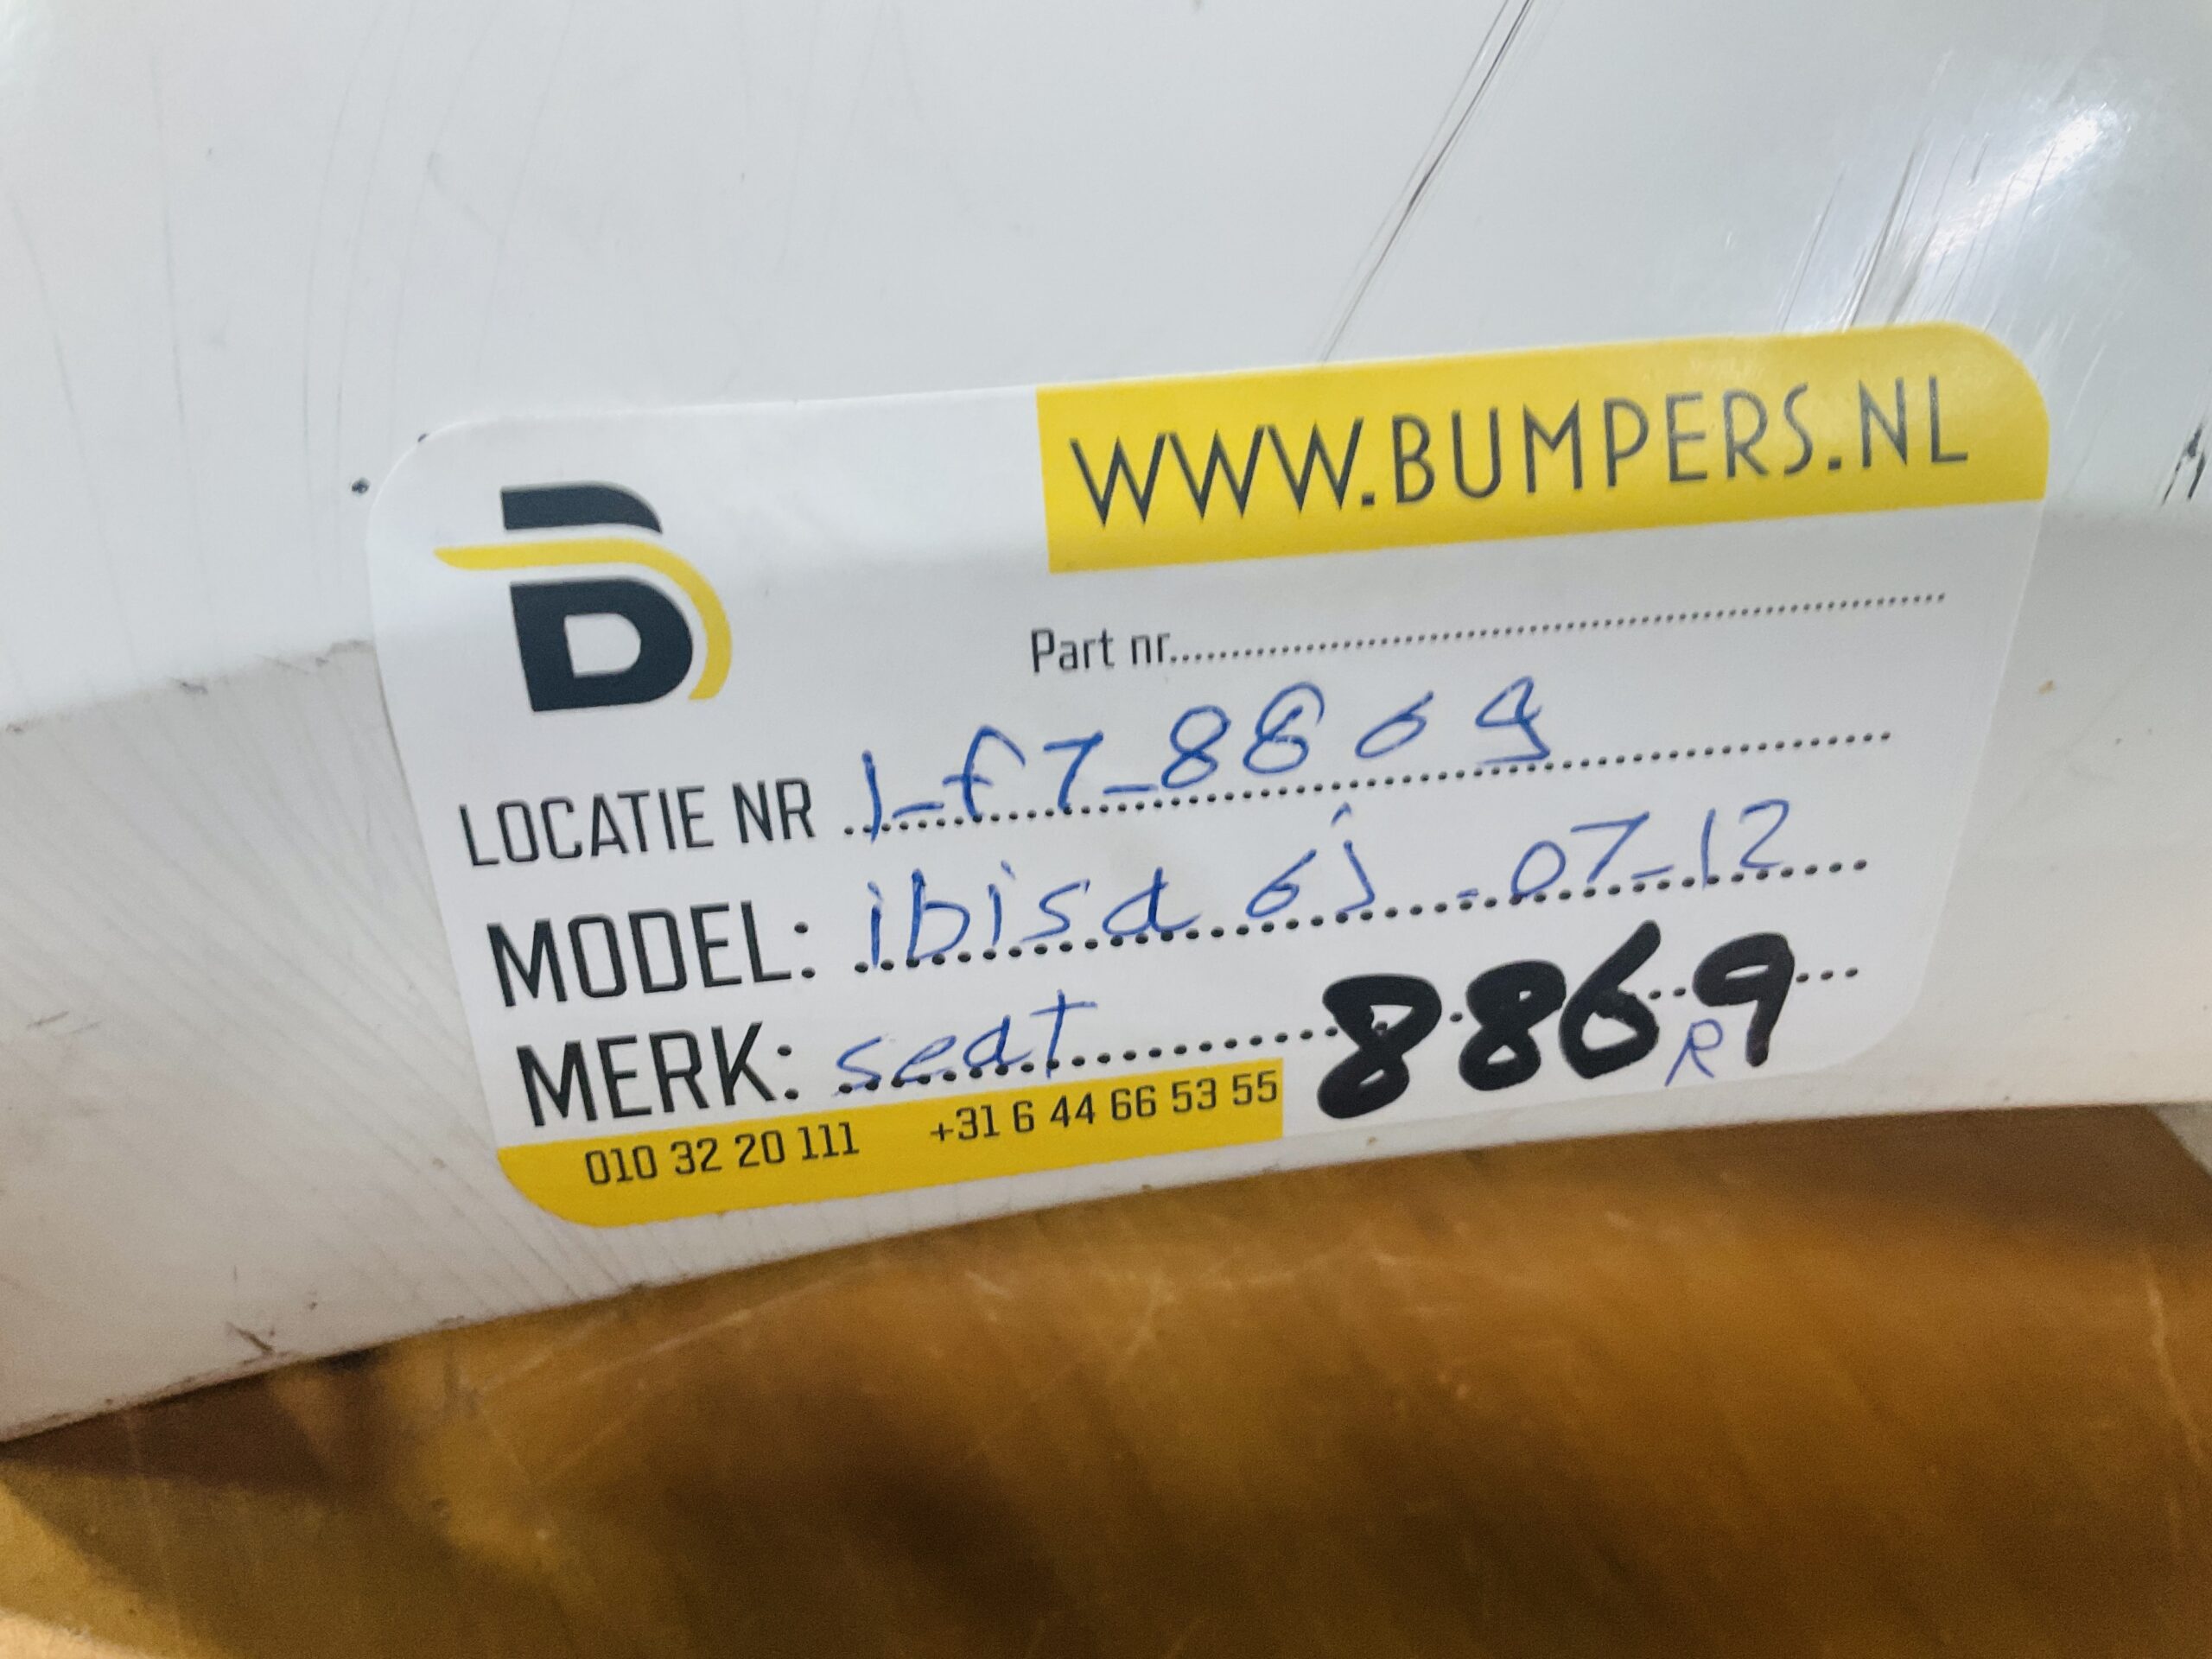 WWW.BUMPERS.NL
Part nr.
LOCATIE NR 1-f7-8869
MODEL: ibisa 6j - 07-12
MERK: seat 8869
R
010 32 20 111 +31 6 44 66 53 55